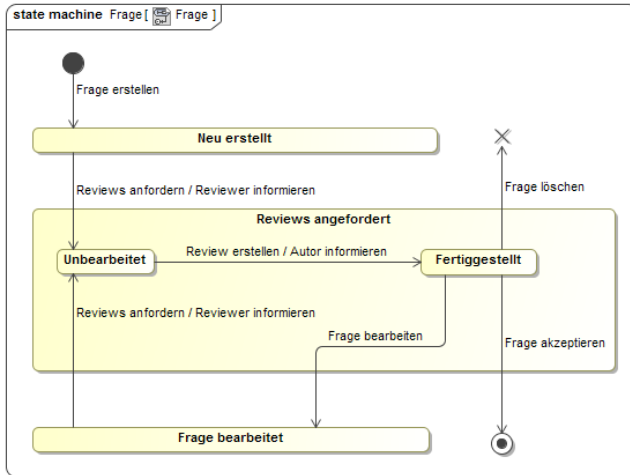 state machine Frage [ Frage ]
Frage erstellen
Neu erstellt
Reviews anfordern / Reviewer informieren
Frage löschen
Reviews angefordert
Unbearbeitet
Review erstellen / Autor informieren
Fertiggestellt
Reviews anfordern / Reviewer informieren
Frage bearbeiten
Frage akzeptieren
Frage bearbeitet